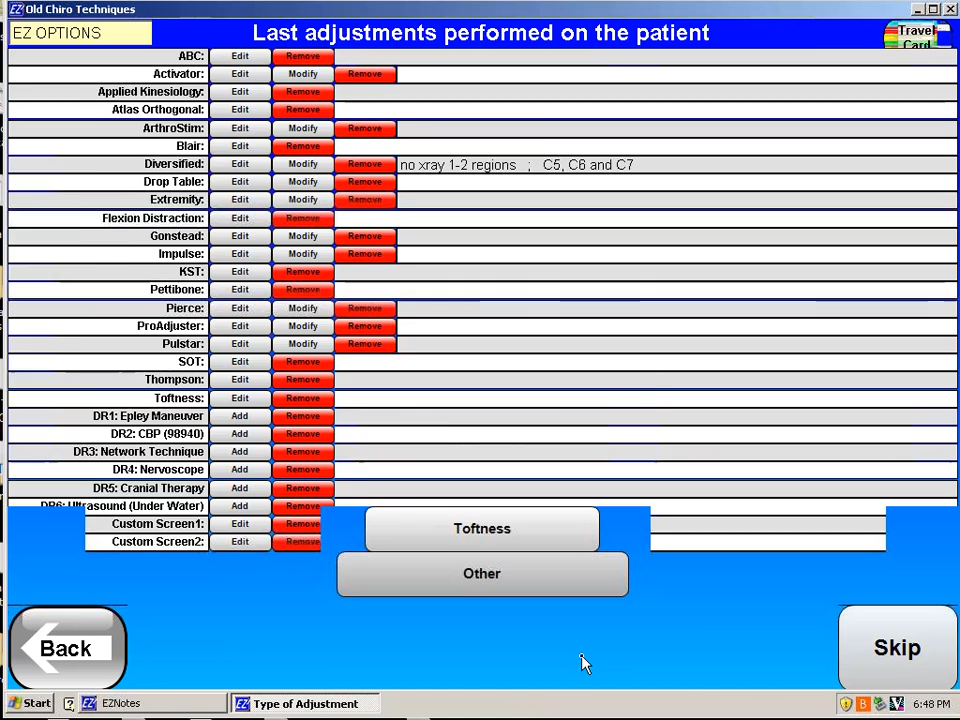 EZ Old Chiro Techniques
EZ OPTIONS
Last adjustments performed on the patient
Travel Card
ABC: Edit Remove
Activator: Edit Modify Remove
Applied Kinesiology: Edit Remove
Atlas Orthogonal: Edit Remove
ArthroStim: Edit Modify Remove
Blair: Edit Remove
Diversified: Edit Modify Remove no xray 1-2 regions ; C5, C6 and C7
Drop Table: Edit Modify Remove
Extremity: Edit Modify Remove
Flexion Distraction: Edit Remove
Gonstead: Edit Modify Remove
Impulse: Edit Modify Remove
KST: Edit Remove
Pettibone: Edit Remove
Pierce: Edit Modify Remove
ProAdjuster: Edit Modify Remove
Pulstar: Edit Modify Remove
SOT: Edit Remove
Thompson: Edit Remove
Toftness: Edit Remove
DR1: Epley Maneuver Add Remove
DR2: CBP (98940) Add Remove
DR3: Network Technique Add Remove
DR4: Nervoscope Add Remove
DR5: Cranial Therapy Add Remove
DR6: Ultrasound (Under Water) Add Remove
Custom Screen1: Edit Remove
Custom Screen2: Edit Remove
Toftness
Other
Back
Skip
Start EZ EZNotes EZ Type of Adjustment 6:48 PM